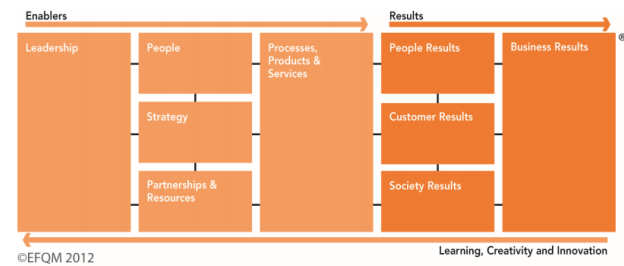 Enablers
Results
®
Leadership
People
Processes,
Products &
Services
People Results
Business Results
Strategy
Customer Results
Partnerships &
Resources
Society Results
Learning, Creativity and Innovation
©EFQM 2012